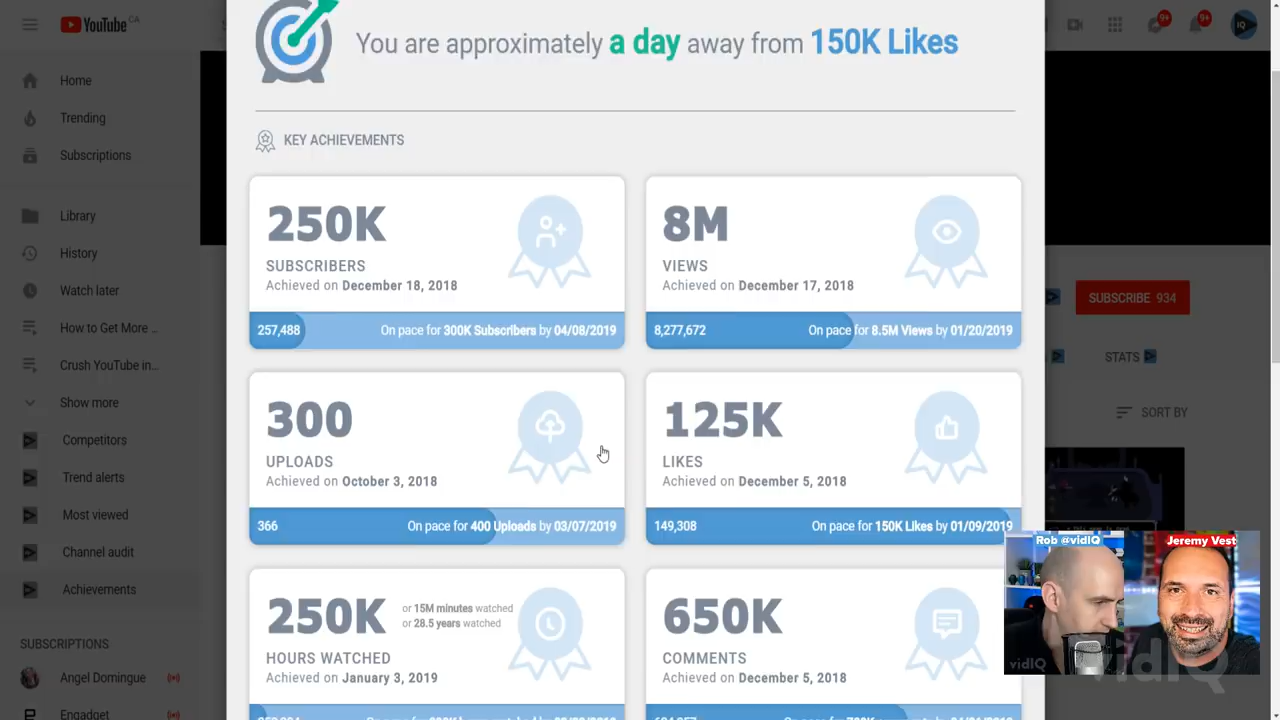 YouTube CA
9+
9+
IQ
You are approximately a day away from 150K Likes
Home
Trending
Subscriptions
Library
History
Watch later
How to Get More ...
Crush YouTube in...
Show more
Competitors
Trend alerts
Most viewed
Channel audit
Achievements
SUBSCRIPTIONS
Angel Domingue
Engadget
KEY ACHIEVEMENTS
250K
SUBSCRIBERS
Achieved on December 18, 2018
257,488
On pace for 300K Subscribers by 04/08/2019
8M
VIEWS
Achieved on December 17, 2018
8,277,672
On pace for 8.5M Views by 01/20/2019
300
UPLOADS
Achieved on October 3, 2018
366
On pace for 400 Uploads by 03/07/2019
125K
LIKES
Achieved on December 5, 2018
149,308
On pace for 150K Likes by 01/09/2019
250K
or 15M minutes watched
or 28.5 years watched
HOURS WATCHED
Achieved on January 3, 2019
650K
COMMENTS
Achieved on December 5, 2018
SUBSCRIBE 934
STATS
SORT BY
Rob @vidIQ
Jeremy Vest
vidIQ
vidIQ